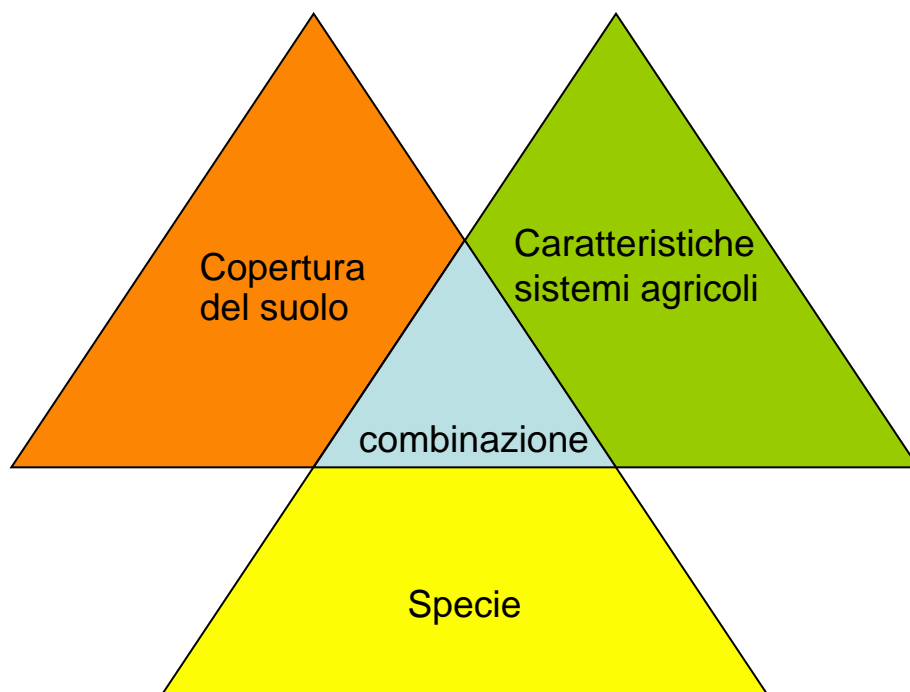 Copertura
del suolo
Caratteristiche
sistemi agricoli
combinazione
Specie